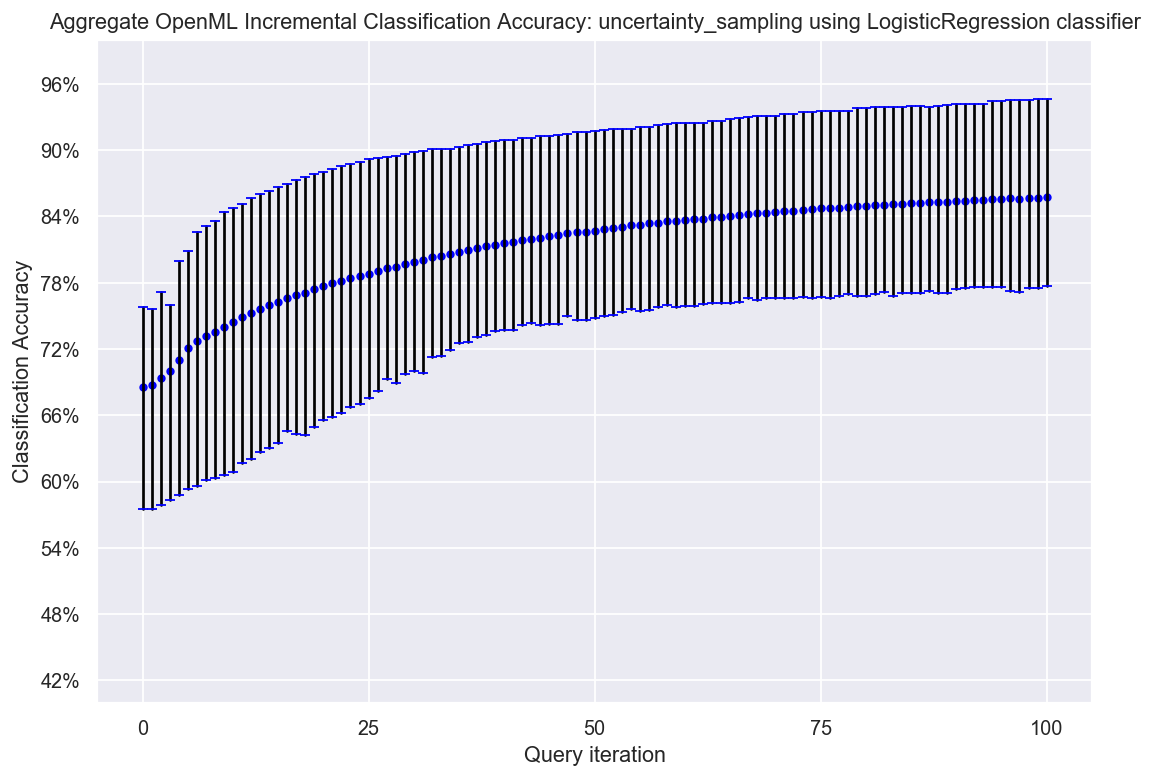 Aggregate OpenML Incremental Classification Accuracy: uncertainty_sampling using LogisticRegression classifier
96%
90%
84%
78%
72%
66%
60%
54%
48%
42%
Classification Accuracy
0 25 50 75 100
Query iteration